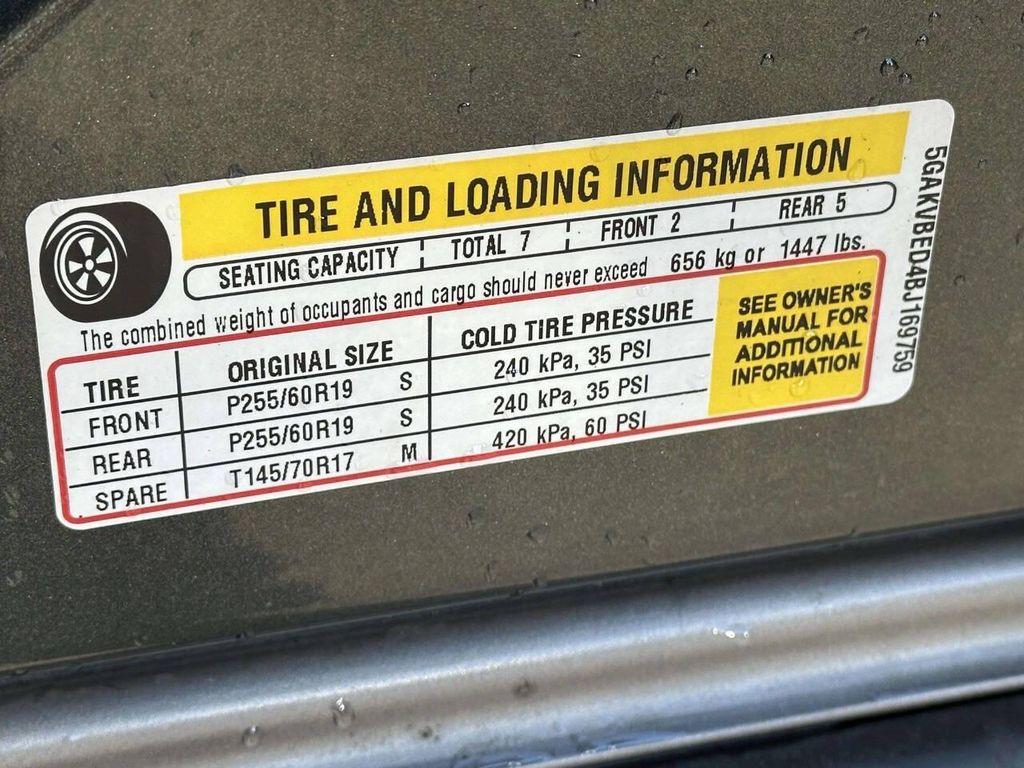 TIRE AND LOADING INFORMATION
SEATING CAPACITY TOTAL 7 FRONT 2 REAR 5
The combined weight of occupants and cargo should never exceed 656 kg or 1447 lbs.
TIRE ORIGINAL SIZE COLD TIRE PRESSURE
FRONT P255/60R19 S 240 kPa, 35 PSI
REAR P255/60R19 S 240 kPa, 35 PSI
SPARE T145/70R17 M 420 kPa, 60 PSI
SEE OWNER'S
MANUAL FOR
ADDITIONAL
INFORMATION
5GAKVBED4BJ169759